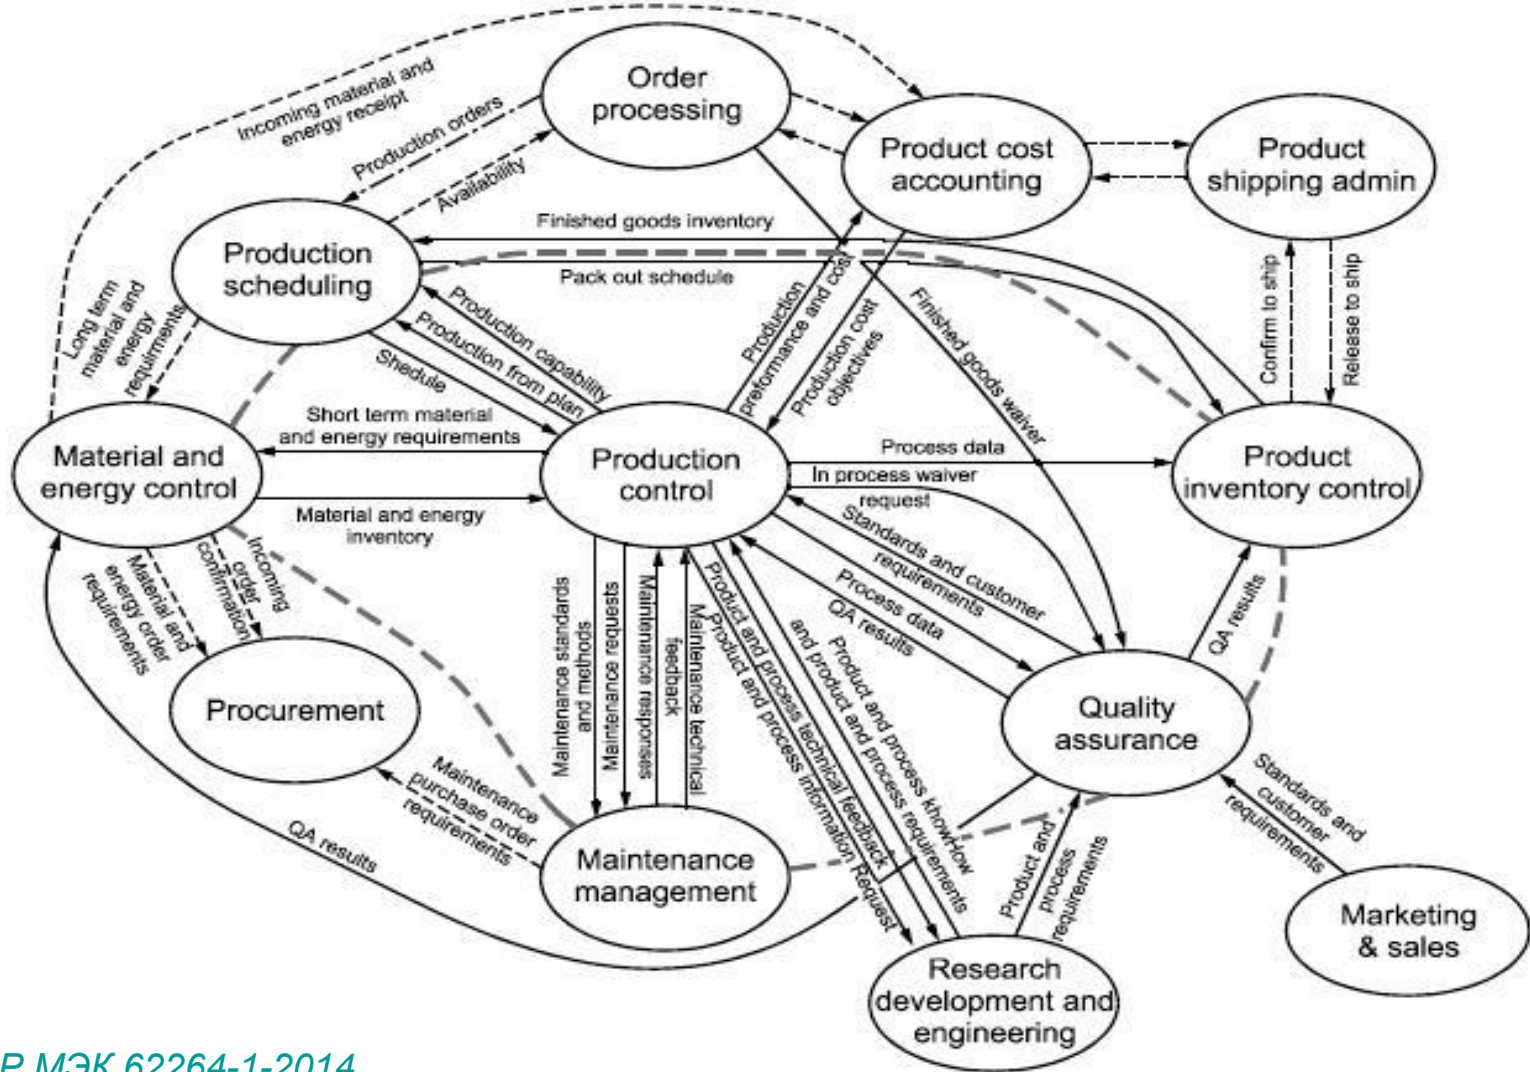 Order
processing
Product cost
accounting
Product
shipping admin
Incoming material and
energy receipt
Production orders
Availability
Finished goods inventory
Pack out schedule
Production
scheduling
Long term
material and
energy
requirments
Production capability
Production from plan
Shedule
Production
preformance and cost
Production cost
objectives
Finished goods waiver
Confirm to ship
Release to ship
Short term material
and energy requirements
Material and
energy control
Material and energy
inventory
Production
control
Process data
In process waiver
request
Product
inventory control
Standards and customer
requirements
Process data
QA results
QA results
Incoming
order
confirmation
Material and
energy order
requirements
Procurement
Maintenance standards
and methods
Maintenance requests
Maintenance responses
Maintenance technical
feedback
Product and process technical feedback
Product and process information Request
Product and process knowHow
and product and process requirements
Quality
assurance
Maintenance
purchase order
requirements
QA results
Maintenance
management
Product and
process
requirements
Standards and
customer
requirements
Marketing
& sales
Research
development and
engineering
Р МЭК 62264-1-2014